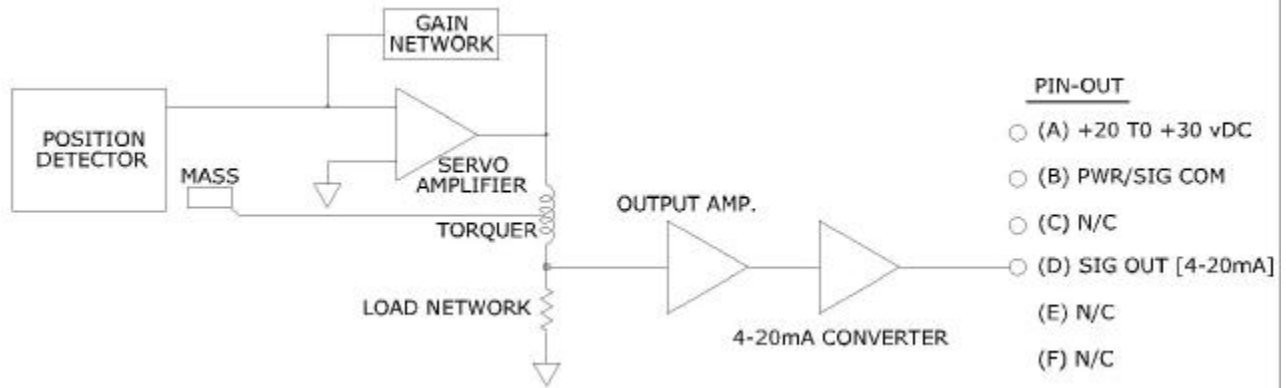 GAIN
NETWORK
POSITION
DETECTOR
MASS
SERVO
AMPLIFIER
TORQUER
LOAD NETWORK
OUTPUT AMP.
4-20mA CONVERTER
PIN-OUT
(A) +20 T0 +30 vDC
(B) PWR/SIG COM
(C) N/C
(D) SIG OUT [4-20mA]
(E) N/C
(F) N/C